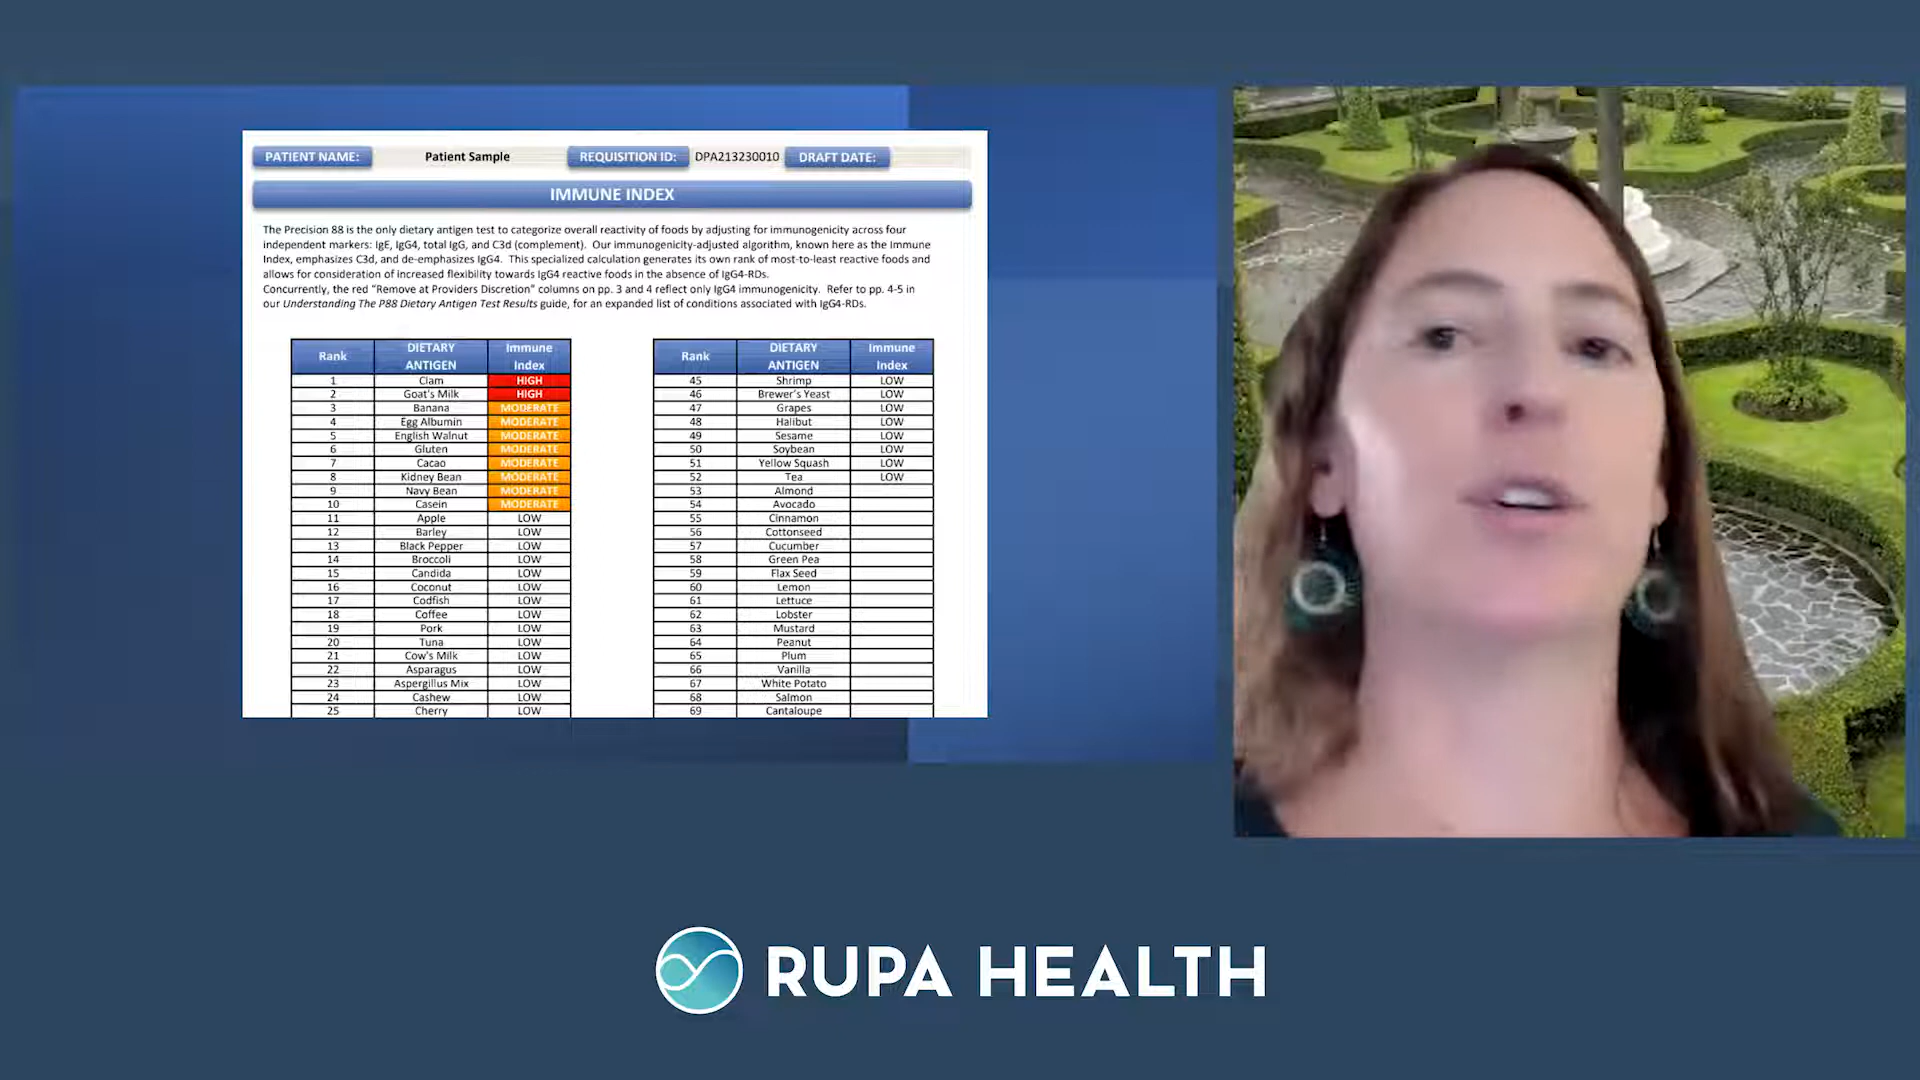 PATIENT NAME: Patient Sample REQUISITION ID: DPA213230010 DRAFT DATE:
IMMUNE INDEX
The Precision 88 is the only dietary antigen test to categorize overall reactivity of foods by adjusting for immunogenicity across four
independent markers: IgE, IgG4, total IgG, and C3d (complement). Our immunogenicity-adjusted algorithm, known here as the Immune
Index, emphasizes C3d, and de-emphasizes IgG4. This specialized calculation generates its own rank of most-to-least reactive foods and
allows for consideration of increased flexibility towards IgG4 reactive foods in the absence of IgG4-RDs.
Concurrently, the red "Remove at Providers Discretion" columns on pp. 3 and 4 reflect only IgG4 immunogenicity. Refer to pp. 4-5 in
our Understanding The P88 Dietary Antigen Test Results guide, for an expanded list of conditions associated with IgG4-RDs.
Rank DIETARY ANTIGEN Immune Index
1 Clam HIGH
2 Goat's Milk HIGH
3 Banana MODERATE
4 Egg Albumin MODERATE
5 English Walnut MODERATE
6 Gluten MODERATE
7 Cacao MODERATE
8 Kidney Bean MODERATE
9 Navy Bean MODERATE
10 Casein MODERATE
11 Apple LOW
12 Barley LOW
13 Black Pepper LOW
14 Broccoli LOW
15 Candida LOW
16 Coconut LOW
17 Codfish LOW
18 Coffee LOW
19 Pork LOW
20 Tuna LOW
21 Cow's Milk LOW
22 Asparagus LOW
23 Aspergillus Mix LOW
24 Cashew LOW
25 Cherry LOW
Rank DIETARY ANTIGEN Immune Index
45 Shrimp LOW
46 Brewer's Yeast LOW
47 Grapes LOW
48 Halibut LOW
49 Sesame LOW
50 Soybean LOW
51 Yellow Squash LOW
52 Tea LOW
53 Almond
54 Avocado
55 Cinnamon
56 Cottonseed
57 Cucumber
58 Green Pea
59 Flax Seed
60 Lemon
61 Lettuce
62 Lobster
63 Mustard
64 Peanut
65 Plum
66 Vanilla
67 White Potato
68 Salmon
69 Cantaloupe
RUPA HEALTH